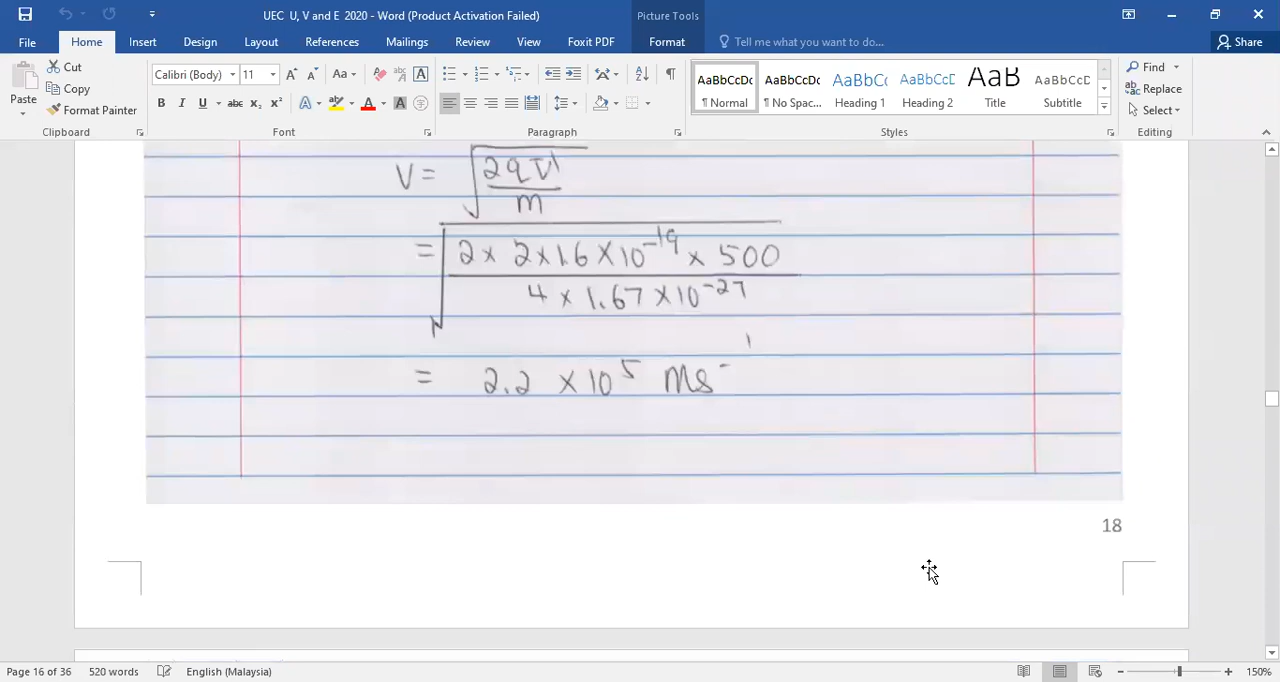 UEC U, V and E 2020 - Word (Product Activation Failed)
Picture Tools
File Home Insert Design Layout References Mailings Review View Foxit PDF Format Tell me what you want to do... Share
Cut
Copy
Format Painter
Paste
Clipboard
Calibri (Body) 11
Font
Paragraph
AaBbCcDc AaBbCcDc AaBbCc AaBbCcD AaB AaBbCcD
¶ Normal ¶ No Spec... Heading 1 Heading 2 Title Subtitle
Styles
Find
Replace
Select
Editing
V = √(2qV/m)
= √(2 × 2 × 1.6 × 10⁻¹⁹ × 500 / 4 × 1.67 × 10⁻²⁷)
= 2.2 × 10⁵ ms⁻¹
18
Page 16 of 36 520 words English (Malaysia) 150%